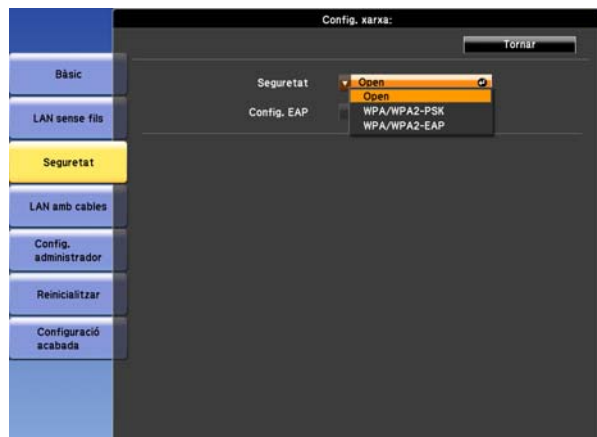 Config. xarxa:
Tornar
Bàsic
LAN sense fils
Seguretat
LAN amb cables
Config.
administrador
Reinicialitzar
Configuració
acabada
Seguretat
Open
Open
WPA/WPA2-PSK
WPA/WPA2-EAP
Config. EAP